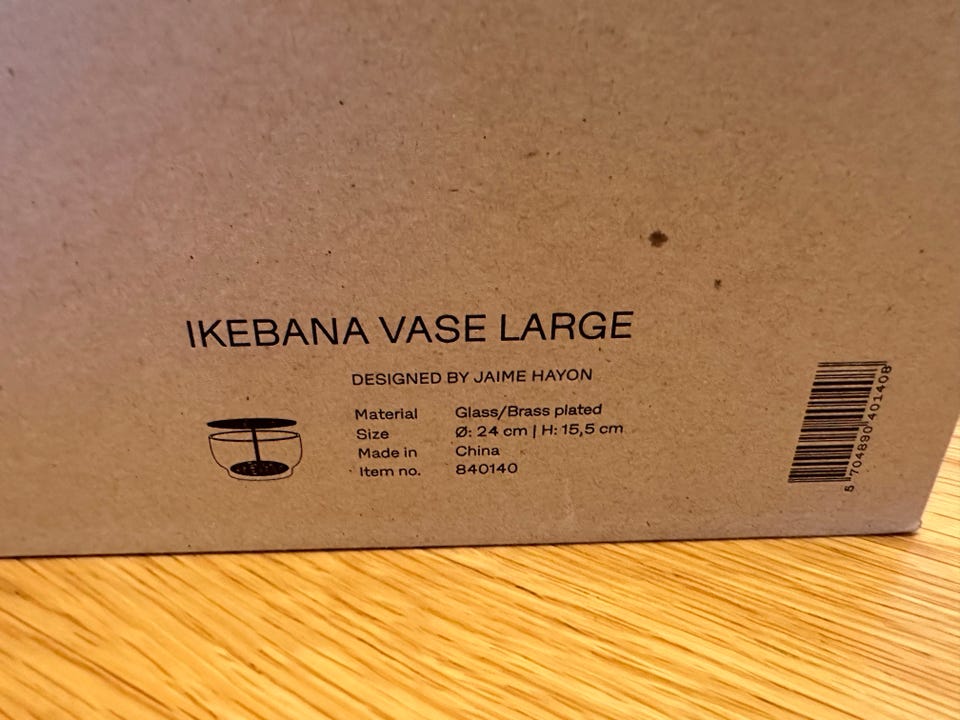 IKEBANA VASE LARGE
DESIGNED BY JAIME HAYON
Material Glass/Brass plated
Size Ø: 24 cm | H: 15,5 cm
Made in China
Item no. 840140
5 704890 401408